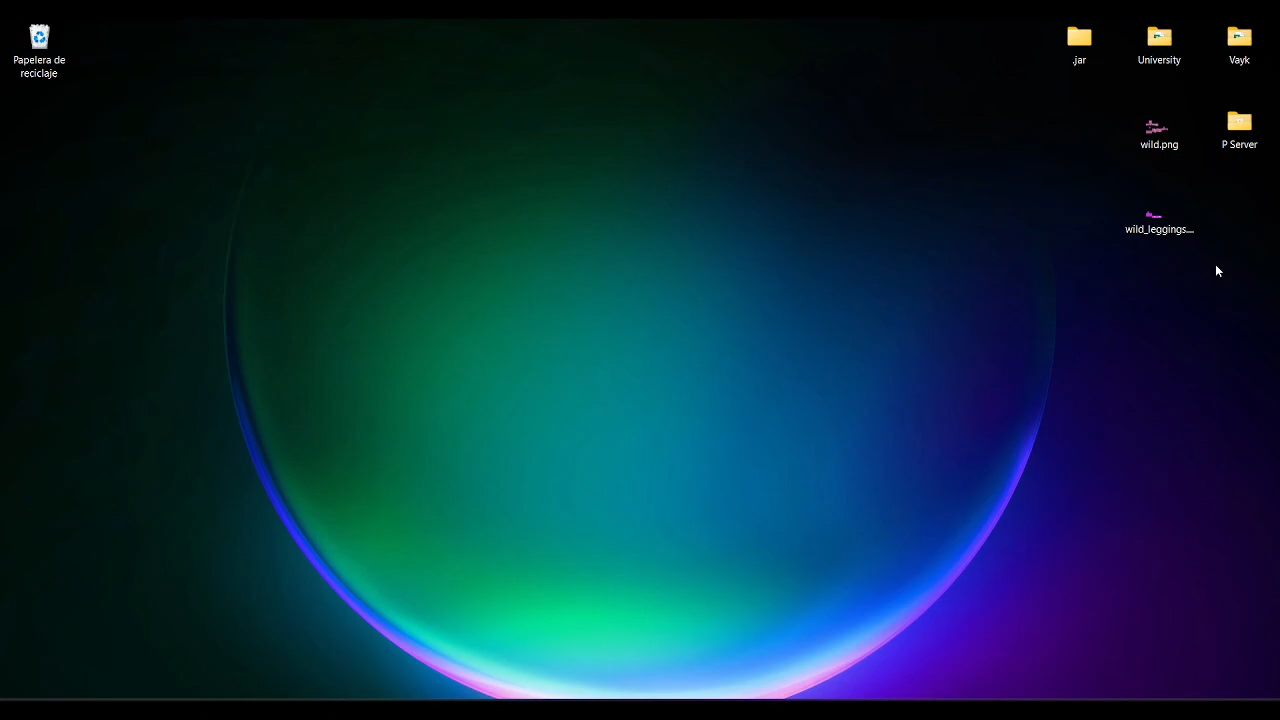 Papelera de
reciclaje
.jar
University
Vayk
wild.png
P Server
wild_leggings...